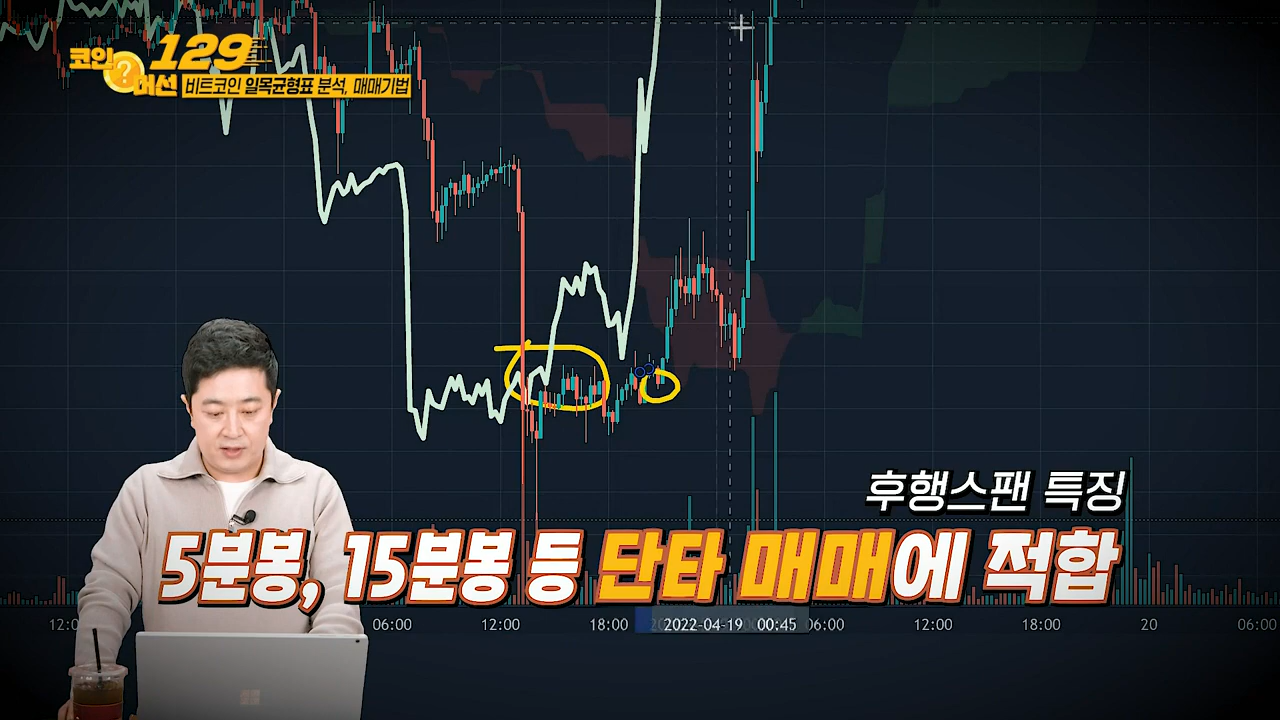 코인 129
? 머선
비트코인 일목균형표 분석, 매매기법
후행스팬 특징
5분봉, 15분봉 등 단타 매매에 적합
06:00 12:00 18:00 2022-04-19 00:45 06:00 12:00 18:00 20 06:00